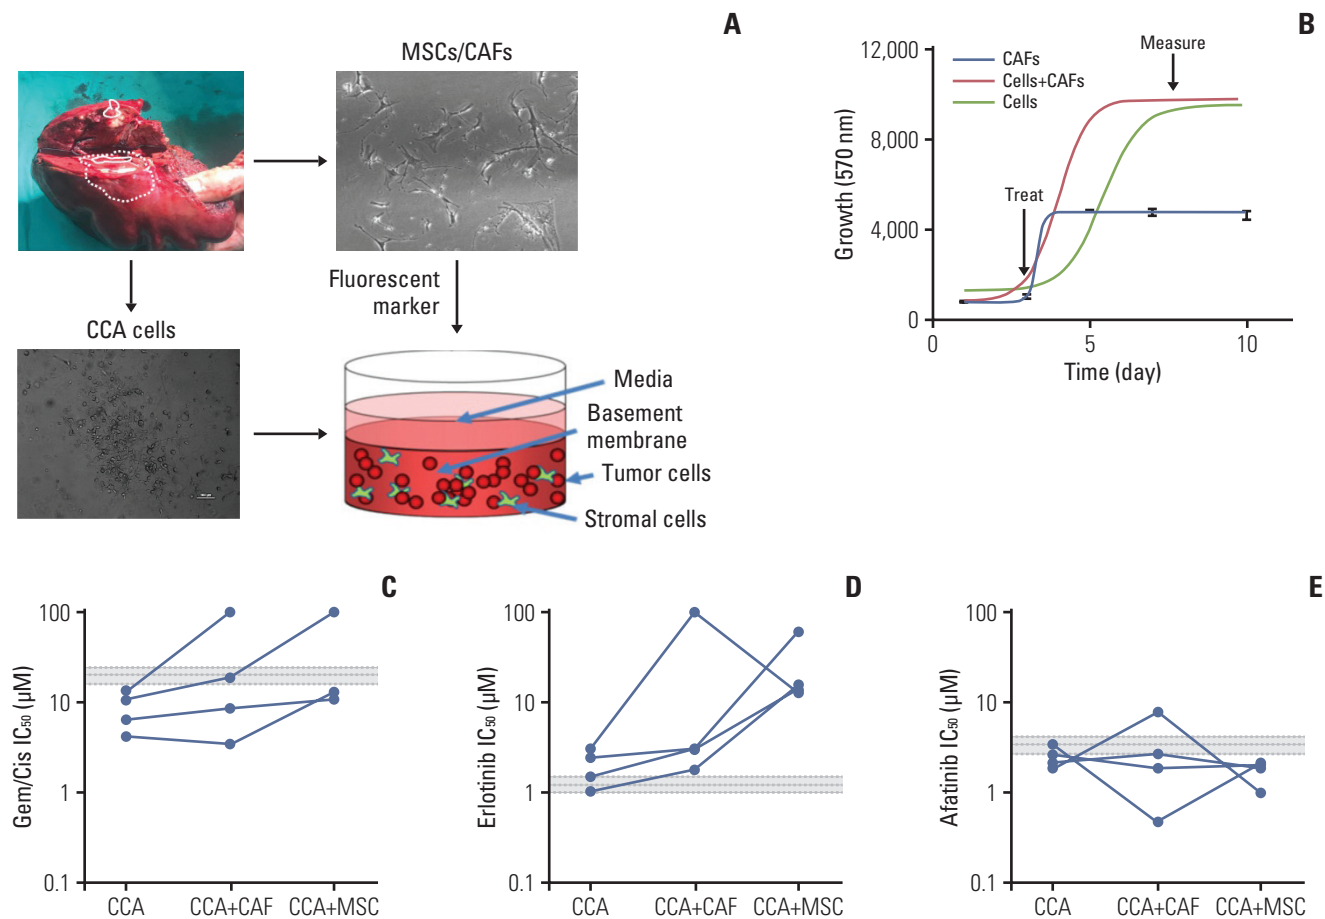 A
MSCs/CAFs
Fluorescent
marker
CCA cells
Media
Basement
membrane
Tumor cells
Stromal cells
B
12,000
8,000
4,000
0
Growth (570 nm)
CAFs
Cells+CAFs
Cells
Treat
Measure
0
5
10
Time (day)
C
100
10
1
0.1
Gem/Cis IC₅₀ (μM)
CCA
CCA+CAF
CCA+MSC
D
100
10
1
0.1
Erlotinib IC₅₀ (μM)
CCA
CCA+CAF
CCA+MSC
E
100
10
1
0.1
Afatinib IC₅₀ (μM)
CCA
CCA+CAF
CCA+MSC